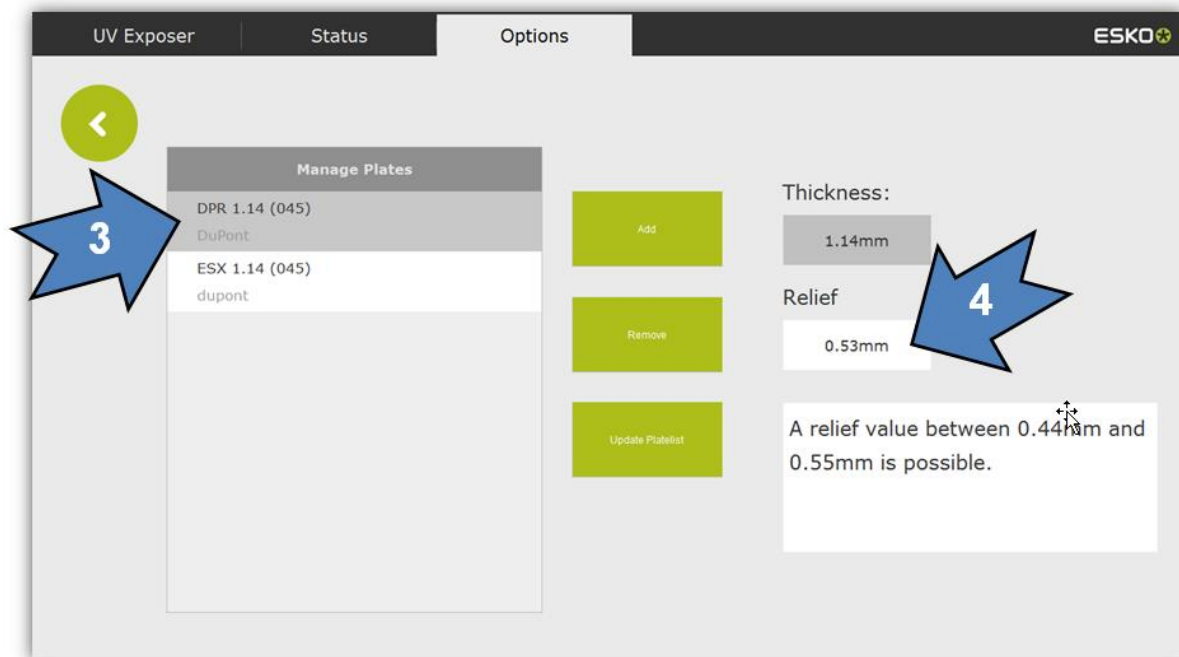 UV Exposer Status Options ESKO
Manage Plates
DPR 1.14 (045)
DuPont
ESX 1.14 (045)
dupont
3
Add
Remove
Update Platelist
Thickness:
1.14mm
Relief
0.53mm
4
A relief value between 0.44mm and
0.55mm is possible.